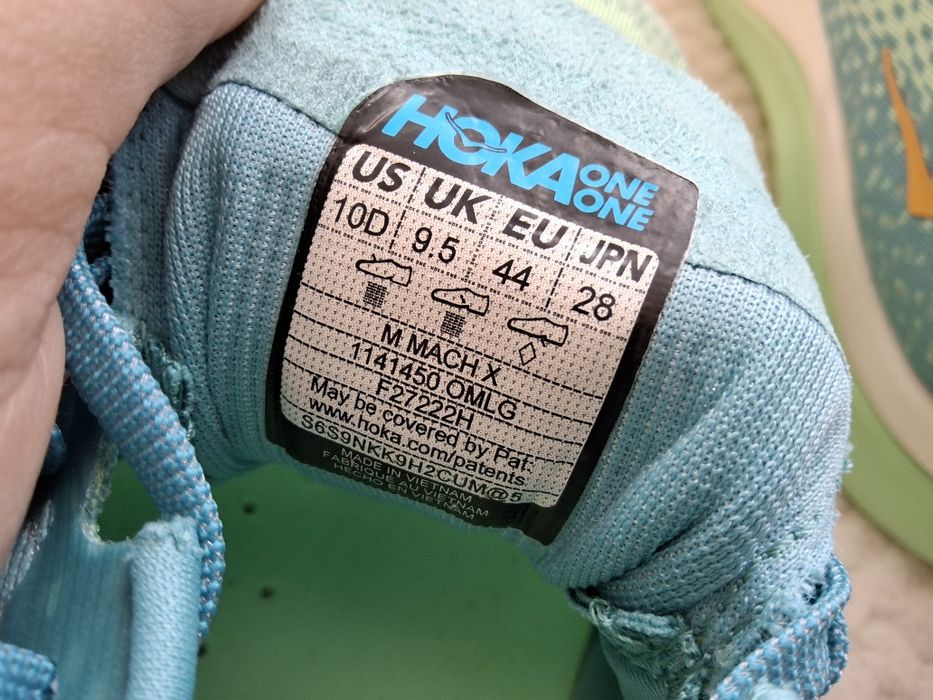 HOKA ONE ONE
US UK EU JPN
10D 9.5 44 28
M MACH X
1141450 OMLG
F27222H
May be covered by Pat.
www.hoka.com/patents
S6S9NKK9H2CUM@5
MADE IN VIETNAM
FABRIQUE AU VIETNAM
HECHO EN VIETNAM